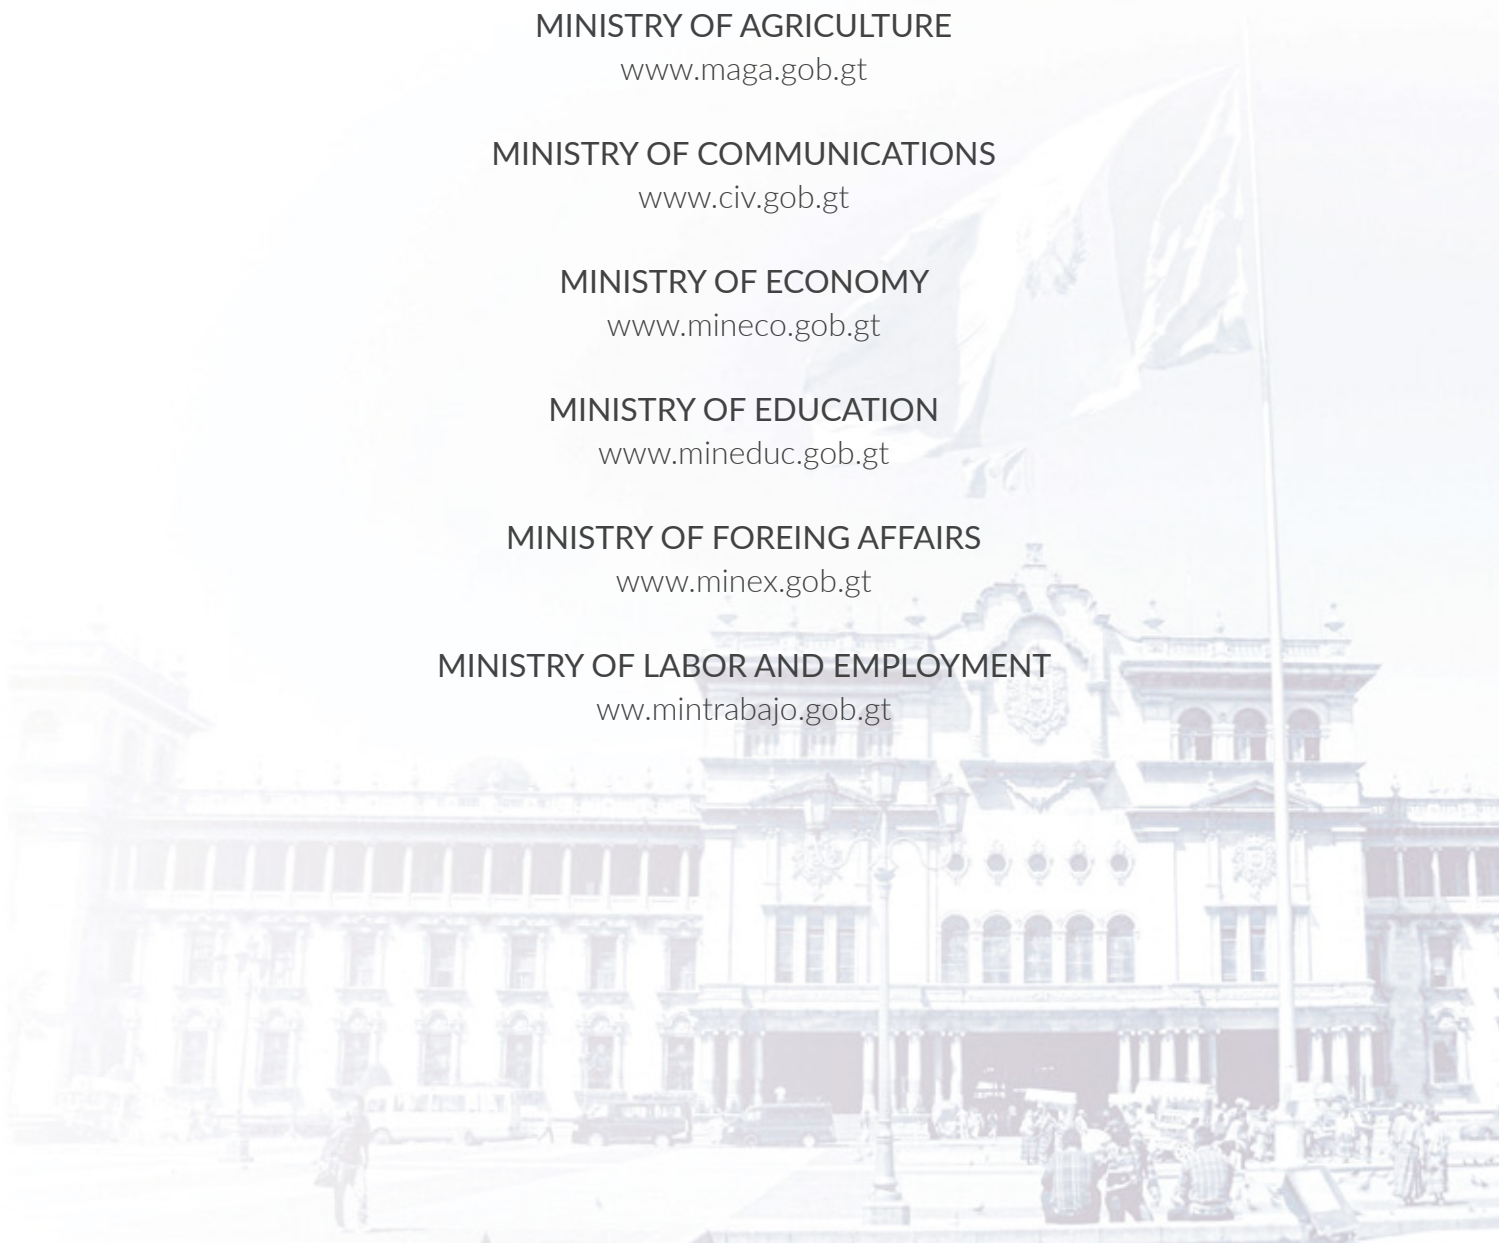 MINISTRY OF AGRICULTURE
www.maga.gob.gt
MINISTRY OF COMMUNICATIONS
www.civ.gob.gt
MINISTRY OF ECONOMY
www.mineco.gob.gt
MINISTRY OF EDUCATION
www.mineduc.gob.gt
MINISTRY OF FOREING AFFAIRS
www.minex.gob.gt
MINISTRY OF LABOR AND EMPLOYMENT
ww.mintrabajo.gob.gt